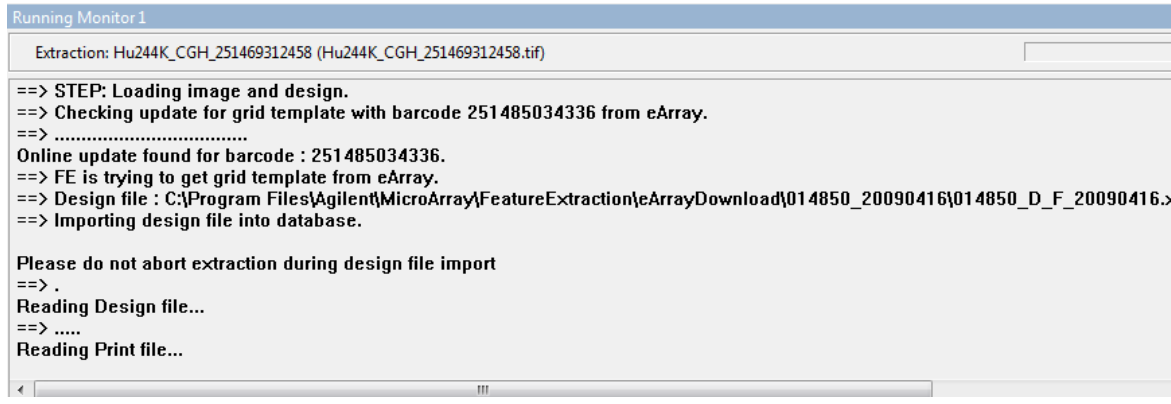 Running Monitor 1
Extraction: Hu244K_CGH_251469312458 (Hu244K_CGH_251469312458.tif)
==> STEP: Loading image and design.
==> Checking update for grid template with barcode 251485034336 from eArray.
==> ..................................
Online update found for barcode : 251485034336.
==> FE is trying to get grid template from eArray.
==> Design file : C:\Program Files\Agilent\MicroArray\FeatureExtraction\eArrayDownload\014850_20090416\014850_D_F_20090416.x
==> Importing design file into database.
Please do not abort extraction during design file import
==> .
Reading Design file...
==> .....
Reading Print file...